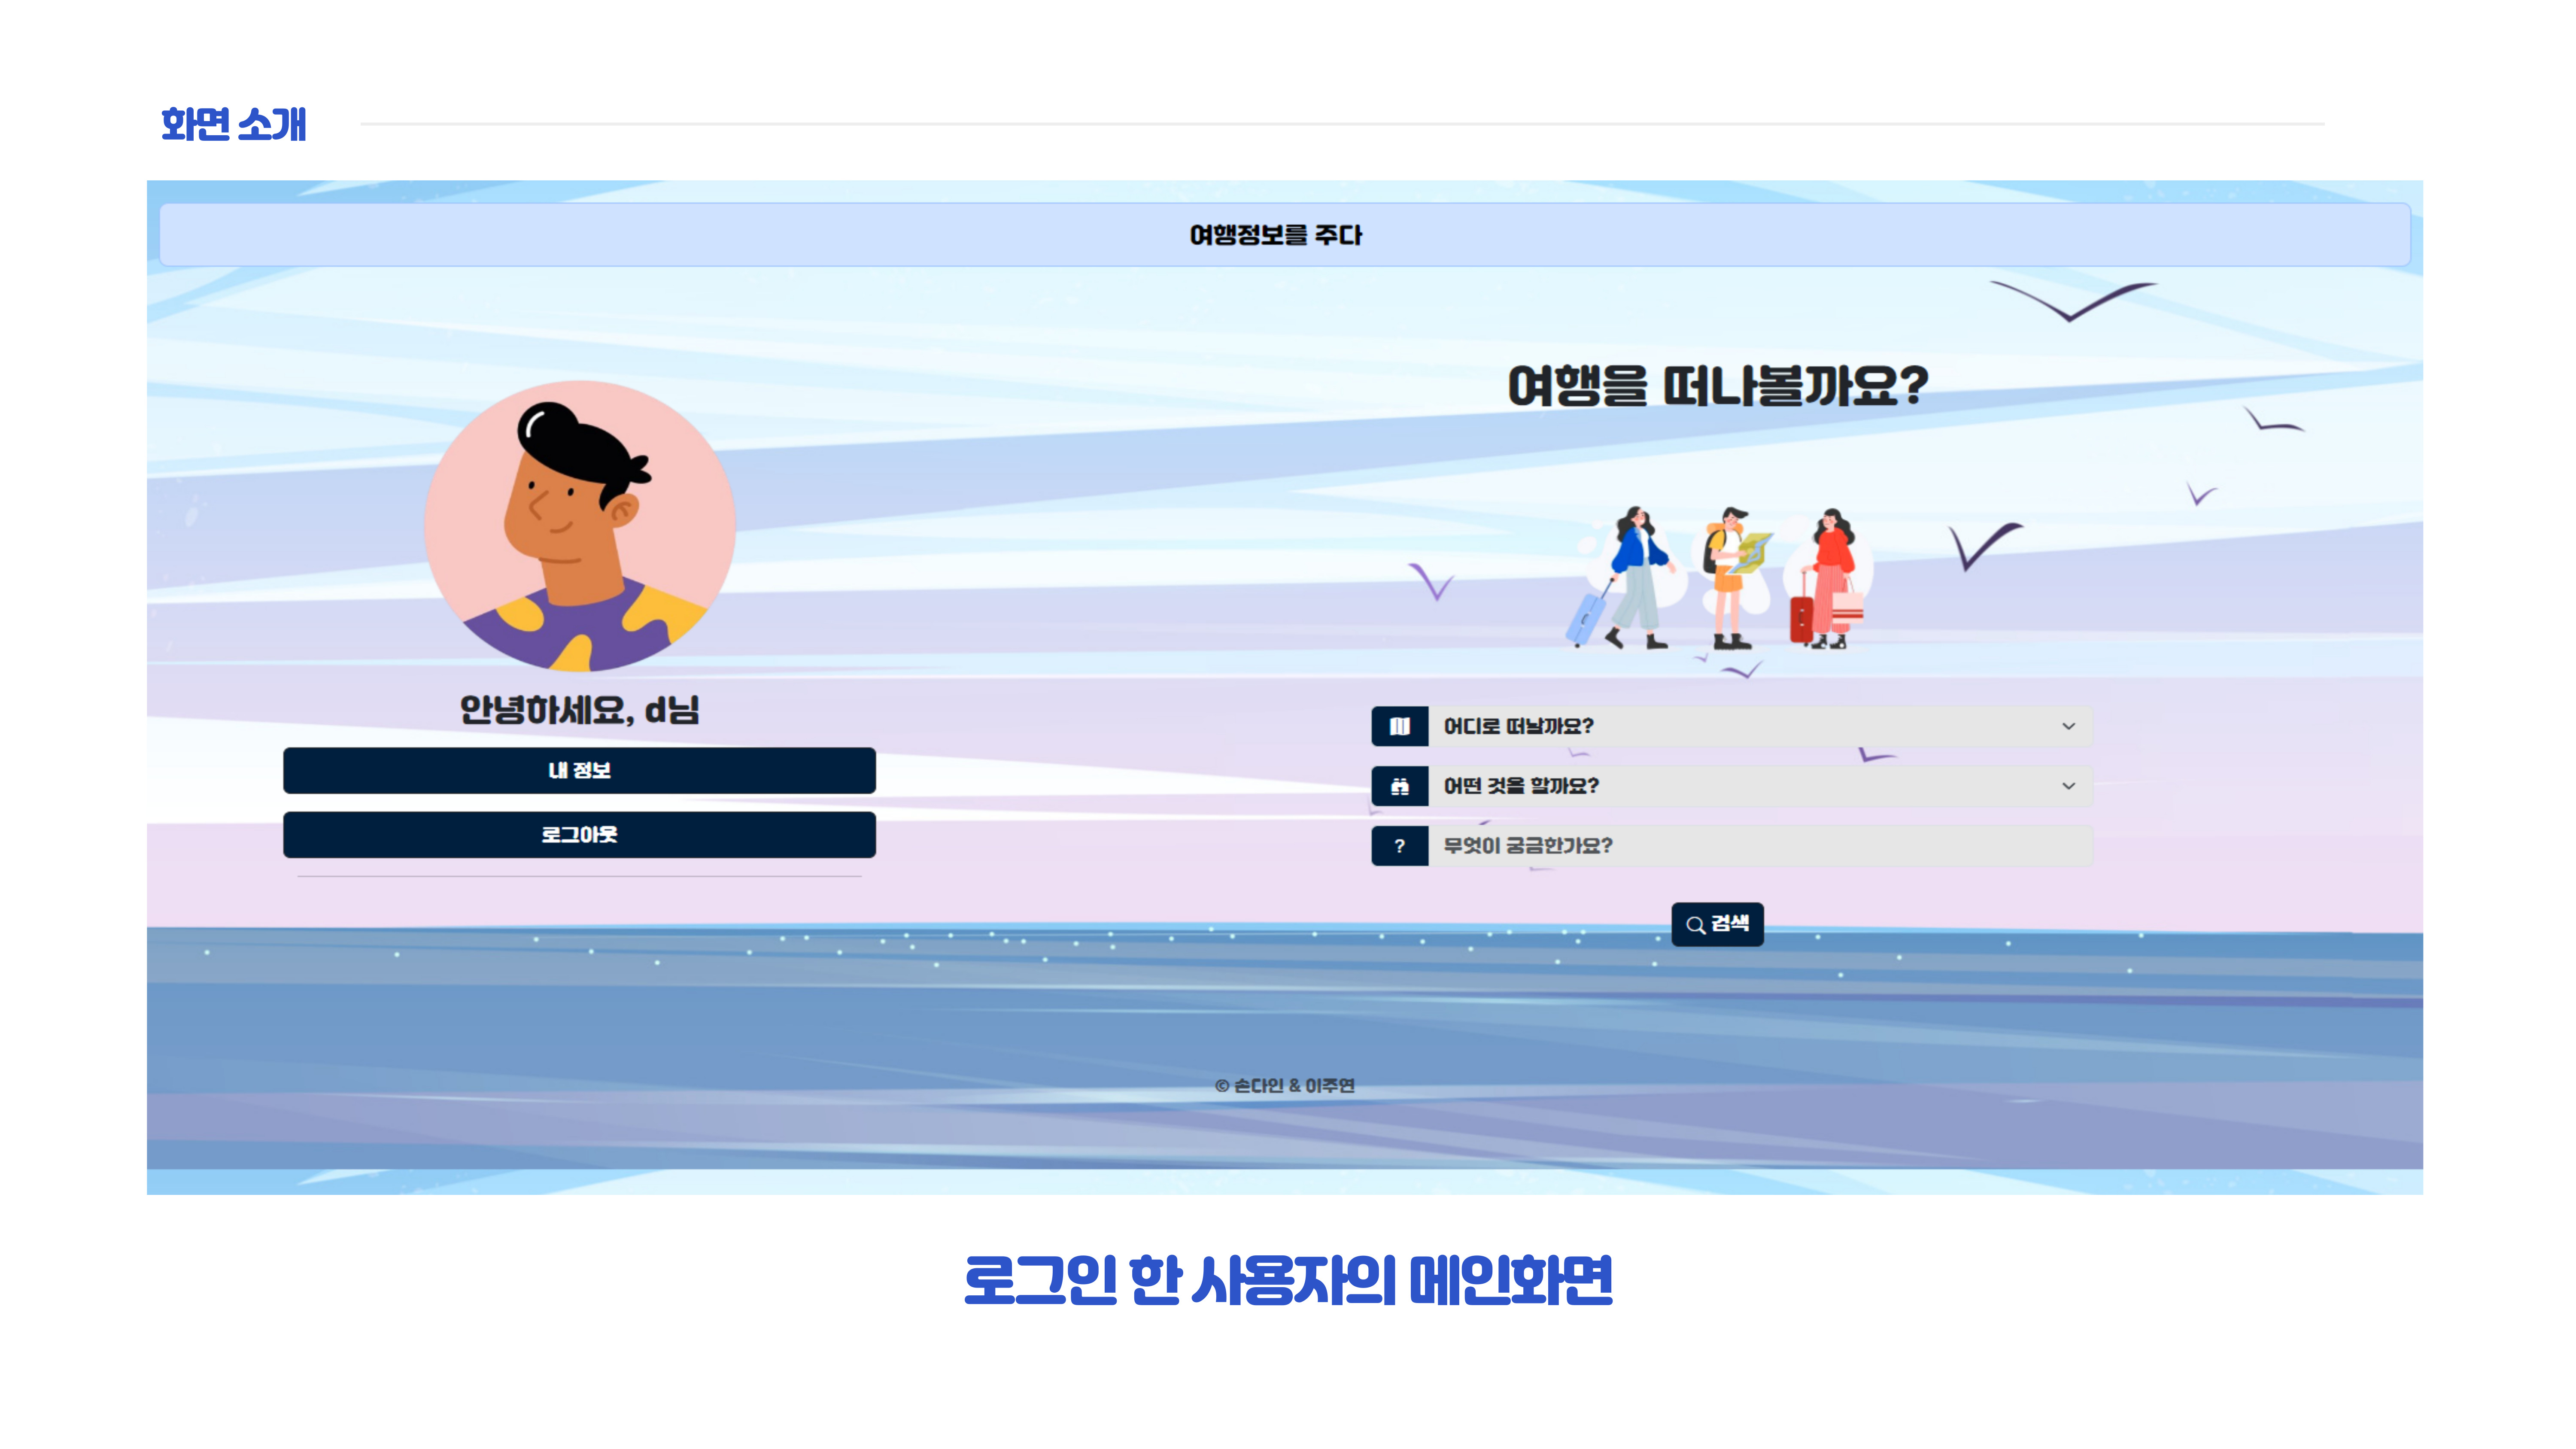 화면 소개
여행정보를 주다
여행을 떠나볼까요?
안녕하세요, d님
내 정보
로그아웃
어디로 떠날까요?
어떤 것을 할까요?
? 무엇이 궁금한가요?
검색
© 손다인 & 이주연
로그인 한 사용자의 메인화면